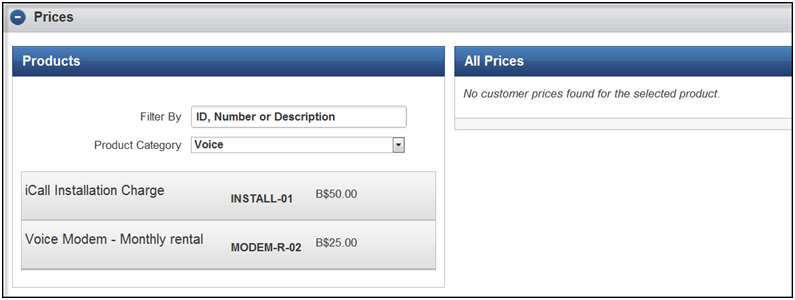 Prices
Products
Filter By ID, Number or Description
Product Category Voice
iCall Installation Charge INSTALL-01 B$50.00
Voice Modem - Monthly rental MODEM-R-02 B$25.00
All Prices
No customer prices found for the selected product.